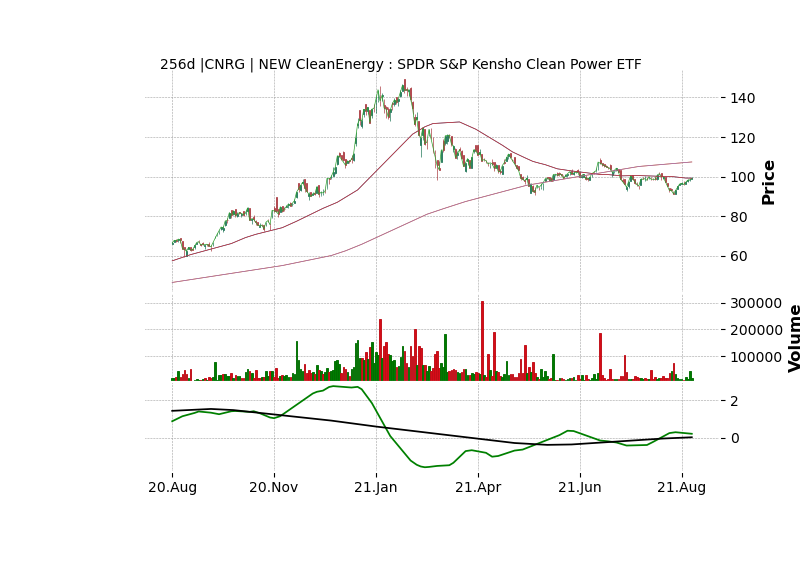 256d |CNRG | NEW CleanEnergy : SPDR S&P Kensho Clean Power ETF
140
120
100
80
60
Price
300000
200000
100000
Volume
2
0
20.Aug 20.Nov 21.Jan 21.Apr 21.Jun 21.Aug